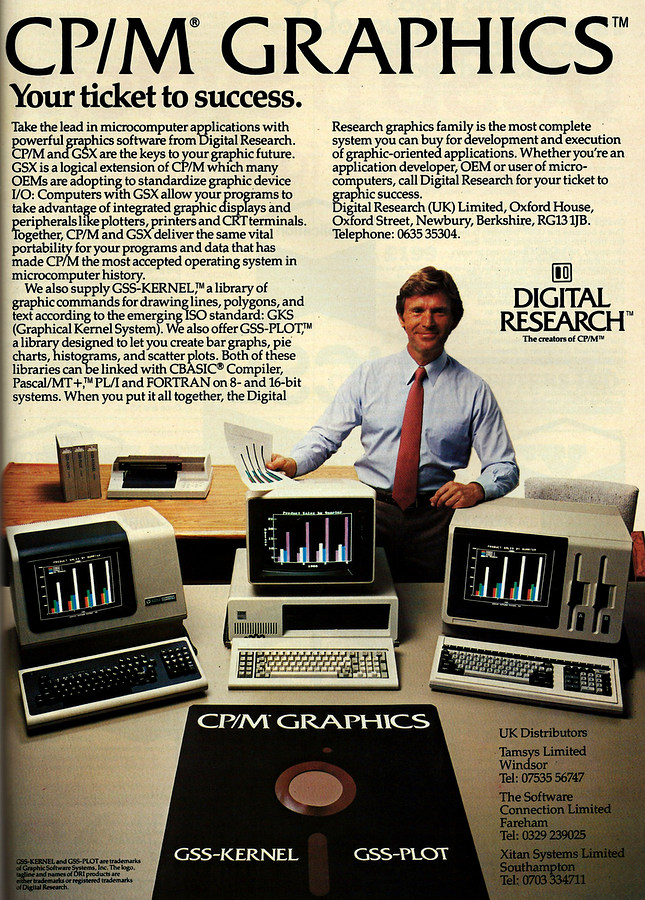 CP/M® GRAPHICS™
Your ticket to success.
Take the lead in microcomputer applications with
powerful graphics software from Digital Research.
CP/M and GSX are the keys to your graphic future.
GSX is a logical extension of CP/M which many
OEMs are adopting to standardize graphic device
I/O: Computers with GSX allow your programs to
take advantage of integrated graphic displays and
peripherals like plotters, printers and CRT terminals.
Together, CP/M and GSX deliver the same vital
portability for your programs and data that has
made CP/M the most accepted operating system in
microcomputer history.
We also supply GSS-KERNEL,™ a library of
graphic commands for drawing lines, polygons, and
text according to the emerging ISO standard: GKS
(Graphical Kernel System). We also offer GSS-PLOT,™
a library designed to let you create bar graphs, pie
charts, histograms, and scatter plots. Both of these
libraries can be linked with CBASIC® Compiler,
Pascal/MT+,™ PL/I and FORTRAN on 8- and 16-bit
systems. When you put it all together, the Digital
Research graphics family is the most complete
system you can buy for development and execution
of graphic-oriented applications. Whether you're an
application developer, OEM or user of micro-
computers, call Digital Research for your ticket to
graphic success.
Digital Research (UK) Limited, Oxford House,
Oxford Street, Newbury, Berkshire, RG13 1JB.
Telephone: 0635 35304.
DIGITAL
RESEARCH™
The creators of CP/M™
PRODUCT SALES BY QUARTER
Product Sales by Quarter
PRODUCT SALES BY QUARTER
CP/M® GRAPHICS
GSS-KERNEL
GSS-PLOT
UK Distributors
Tamsys Limited
Windsor
Tel: 07535 56747
The Software
Connection Limited
Fareham
Tel: 0329 239025
Xitan Systems Limited
Southampton
Tel: 0703 334711
GSS-KERNEL and GSS-PLOT are trademarks
of Graphic Software Systems, Inc. The logo,
tagline and names of DRI products are
either trademarks or registered trademarks
of Digital Research.